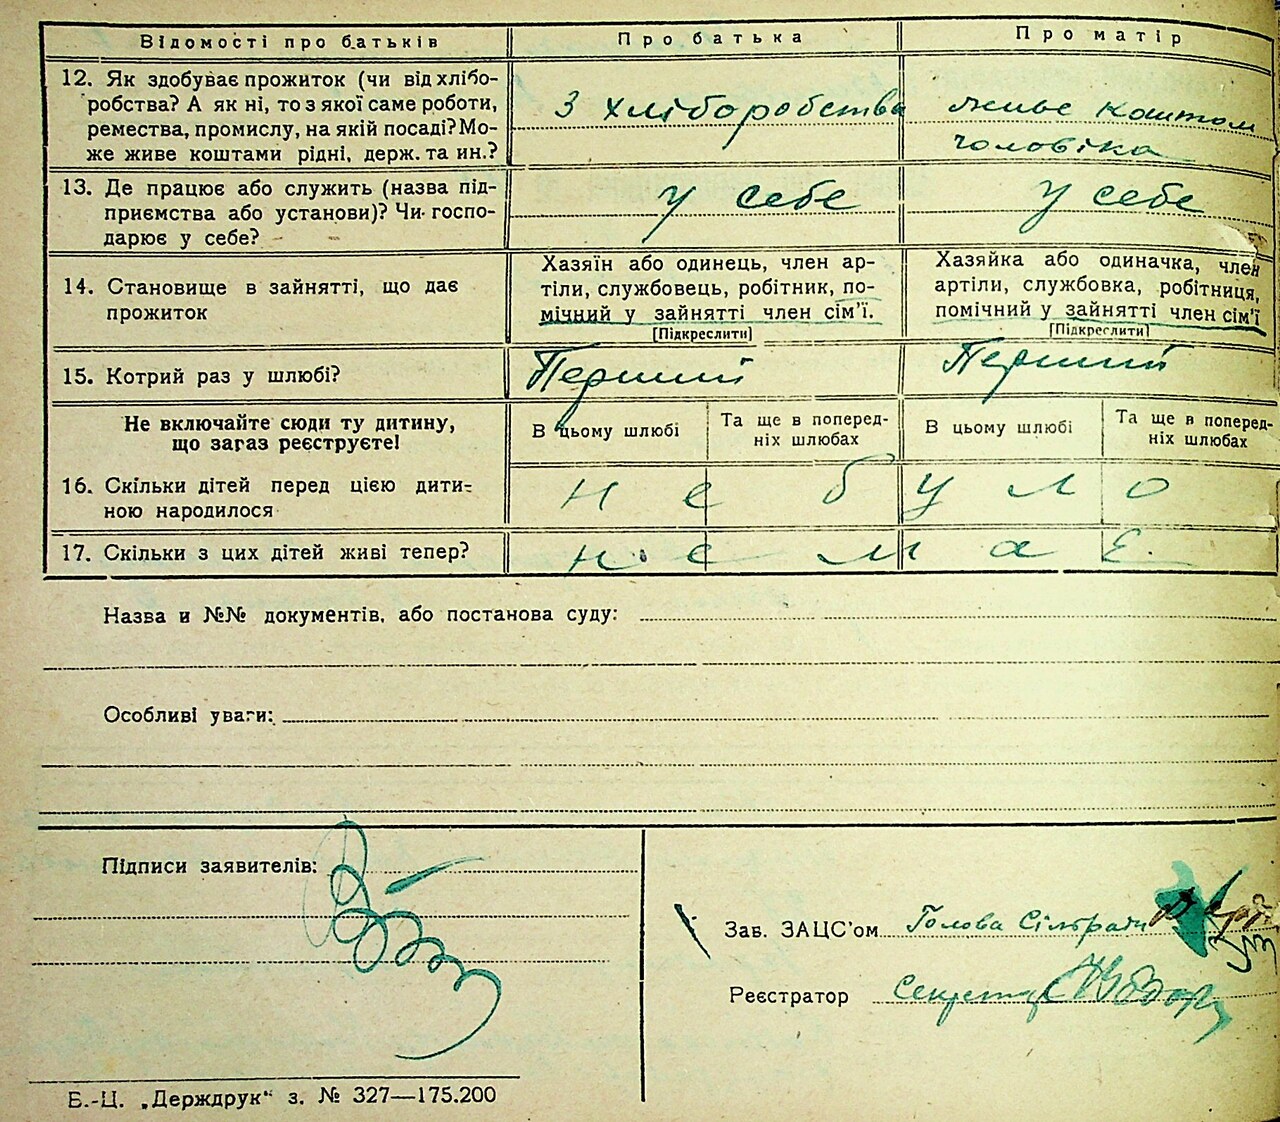 Відомості про батьків Про батька Про матір
12. Як здобуває прожиток (чи від хлібо-
робства? А як ні, то з якої саме роботи,
ремества, промислу, на якій посаді? Мо-
же живе коштами рідні, держ. та ин.?
З хліборобства
живе коштом
чоловіка
13. Де працює або служить (назва під-
приємства або установи)? Чи госпо-
дарює у себе?
у себе
у себе
14. Становище в зайнятті, що дає
прожиток
Хазяїн або одинець, член ар-
тіли, службовець, робітник, по-
мічний у зайнятті член сім'ї.
[Підкреслити]
Хазяйка або одиначка, член
артіли, службовка, робітниця,
помічний у зайнятті член сім'ї
[Підкреслити]
15. Котрий раз у шлюбі?
Перший
Перший
Не включайте сюди ту дитину,
що загаз реєструєте!
В цьому шлюбі
Та ще в поперед-
ніх шлюбах
В цьому шлюбі
Та ще в поперед-
ніх шлюбах
16. Скільки дітей перед цією дити-
ною народилося
не було
17. Скільки з цих дітей живі тепер?
немає.
Назва и №№ документів, або постанова суду:
Особливі уваги:
Підписи заявителів:
Зав. ЗАЦС'ом Голова Сільради
Реєстратор Секретар
Б.-Ц. „Держдрук" з. № 327—175.200